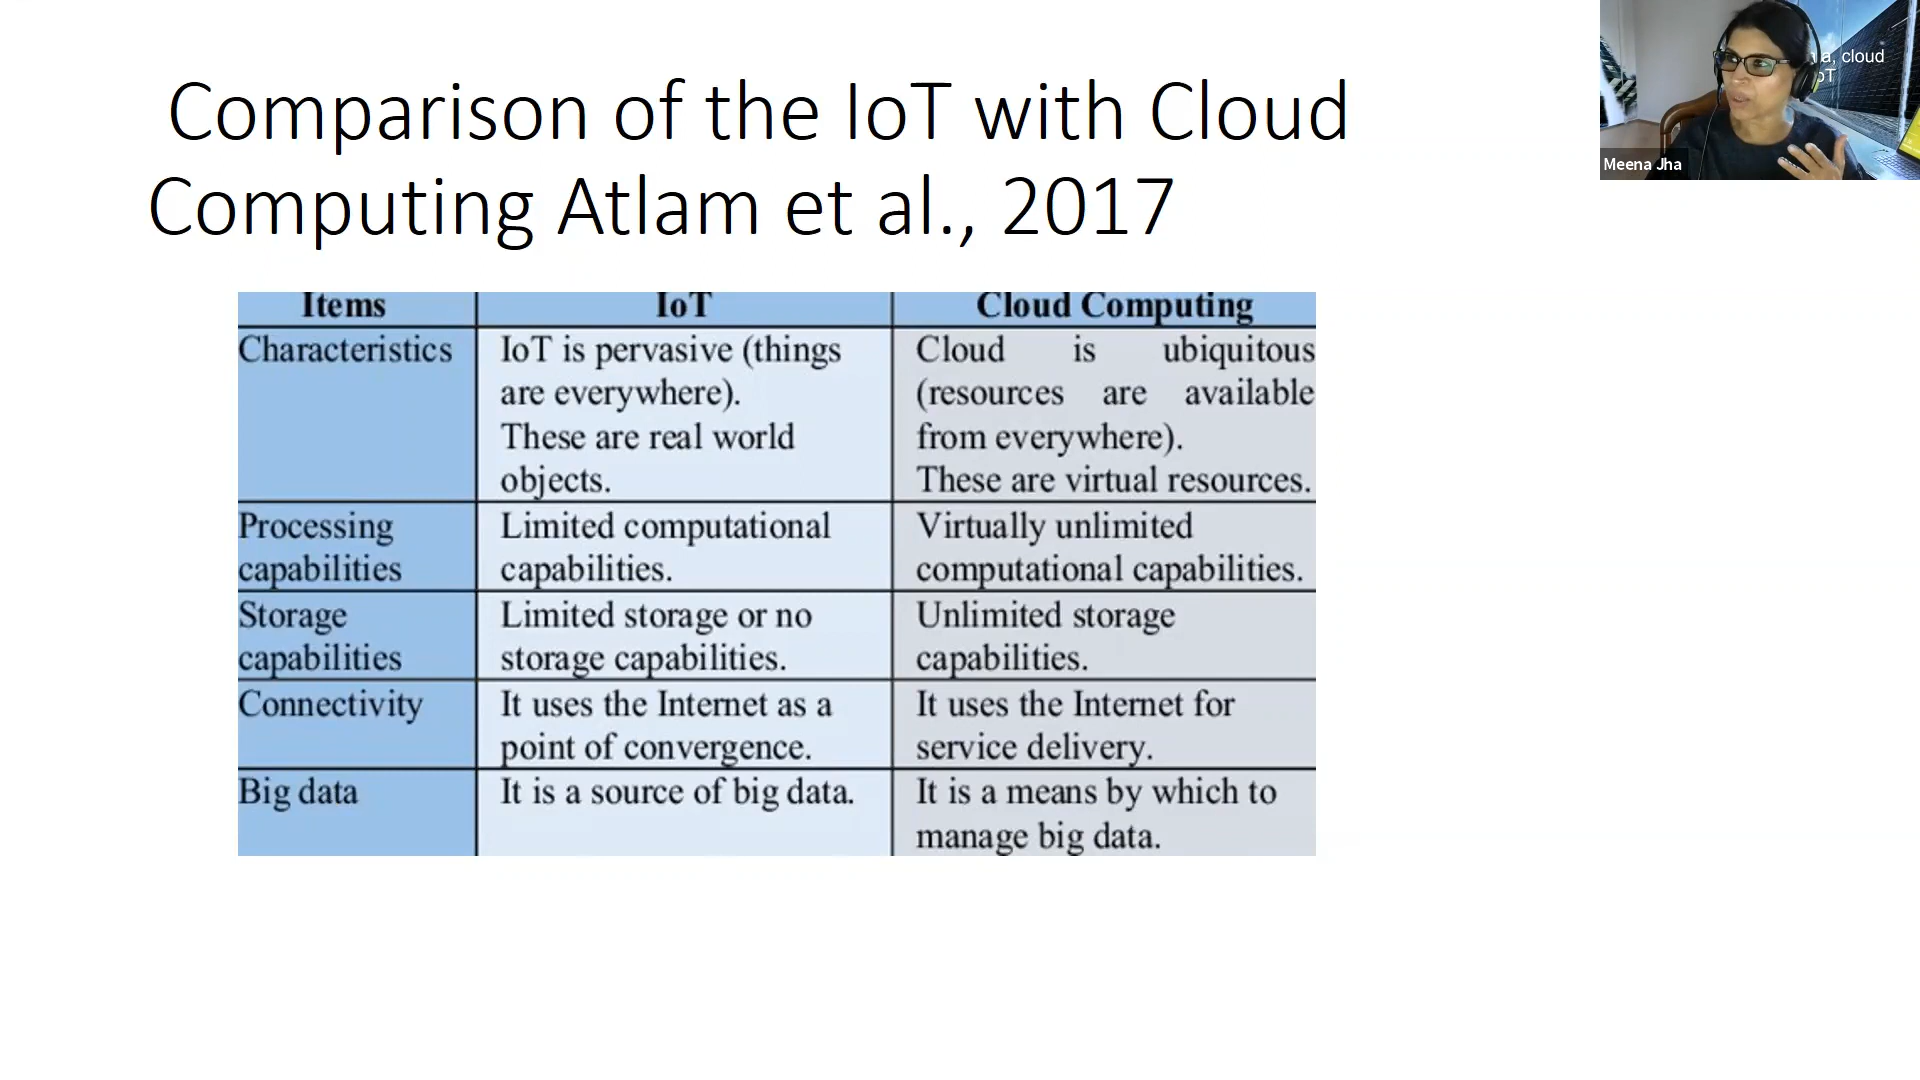 Comparison of the IoT with Cloud
Computing Atlam et al., 2017
Items IoT Cloud Computing
Characteristics IoT is pervasive (things Cloud is ubiquitous
are everywhere). (resources are available
These are real world from everywhere).
objects. These are virtual resources.
Processing Limited computational Virtually unlimited
capabilities capabilities. computational capabilities.
Storage Limited storage or no Unlimited storage
capabilities storage capabilities. capabilities.
Connectivity It uses the Internet as a It uses the Internet for
point of convergence. service delivery.
Big data It is a source of big data. It is a means by which to
manage big data.
cloud
Meena Jha